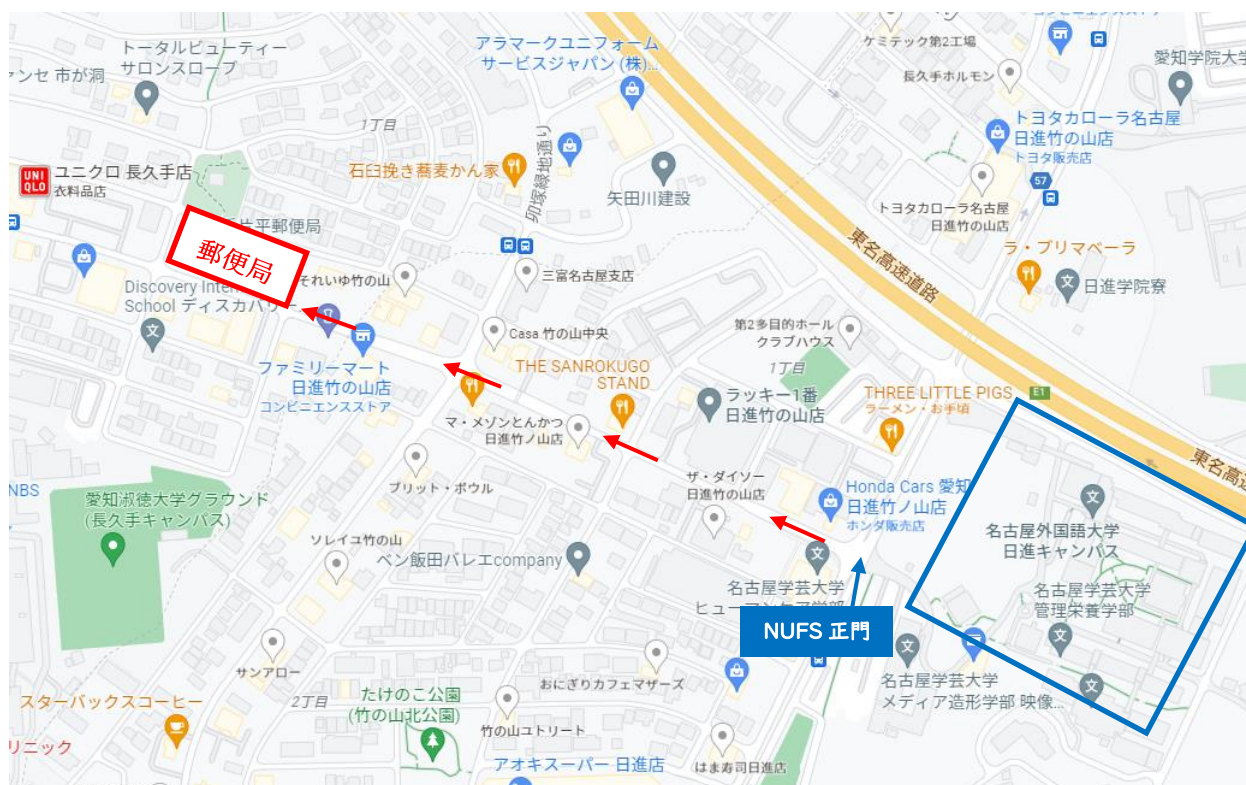 コンビニエンスストア
トータルビューティー
サロンスロープ
アラマークユニフォーム
サービスジャパン (株)...
ケミテック第2工場
愛知学院大学
ンセ 市が洞
長久手ホルモン
トヨタカローラ名古屋
日進竹の山店
トヨタ販売店
1丁目
卯塚緑地通り
石臼挽き蕎麦かん家
UNI
QLO
ユニクロ 長久手店
衣料品店
矢田川建設
57
トヨタカローラ名古屋
日進竹の山店
片平郵便局
郵便局
東名高速道路
ラ・プリマベーラ
日進学院寮
それいゆ竹の山
三富名古屋支店
Discovery Inter
School ディスカバリー
Casa 竹の山中央
第2多目的ホール
クラブハウス
ファミリーマート
日進竹の山店
コンビニエンスストア
THE SANROKUGO
STAND
1丁目
ラッキー1番
日進竹の山店
THREE LITTLE PIGS
ラーメン・お手頃
E1
マ・メゾンとんかつ
日進竹ノ山店
東名高速
ブリット・ボウル
ザ・ダイソー
日進竹の山店
Honda Cars 愛知
日進竹ノ山店
ホンダ販売店
NBS
愛知淑徳大学グラウンド
(長久手キャンパス)
名古屋外国語大学
日進キャンパス
ソレイユ竹の山
ベン飯田バレエcompany
名古屋学芸大学
ヒューマンケア学部
名古屋学芸大学
管理栄養学部
NUFS 正門
サンアロー
おにぎりカフェマザーズ
名古屋学芸大学
メディア造形学部 映像...
スターバックスコーヒー
2丁目
たけのこ公園
(竹の山北公園)
竹の山ユトリート
リニック
アオキスーパー 日進店
はま寿司日進店